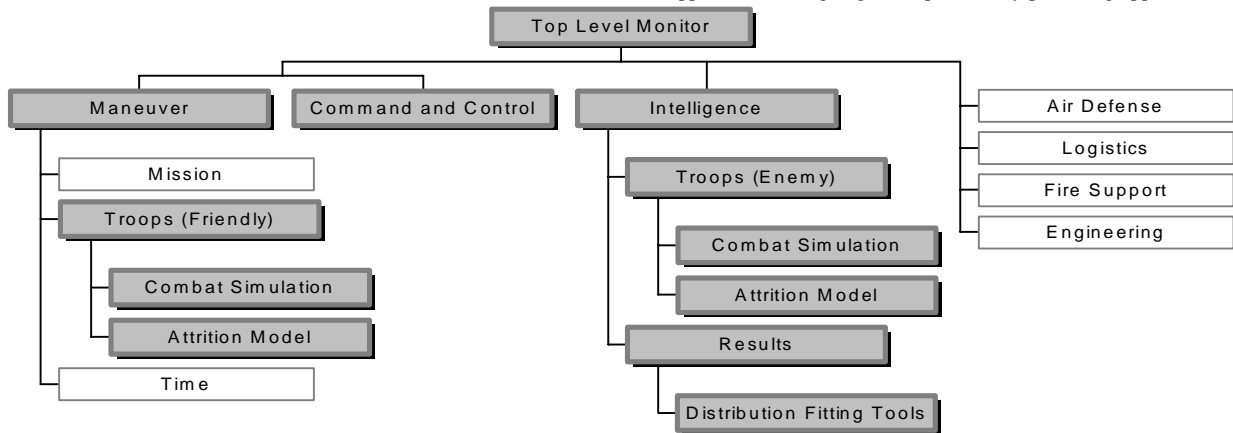 Top Level Monitor
Maneuver
Command and Control
Intelligence
Air Defense
Logistics
Fire Support
Engineering
Mission
Troops (Friendly)
Combat Simulation
Attrition Model
Time
Troops (Enemy)
Combat Simulation
Attrition Model
Results
Distribution Fitting Tools